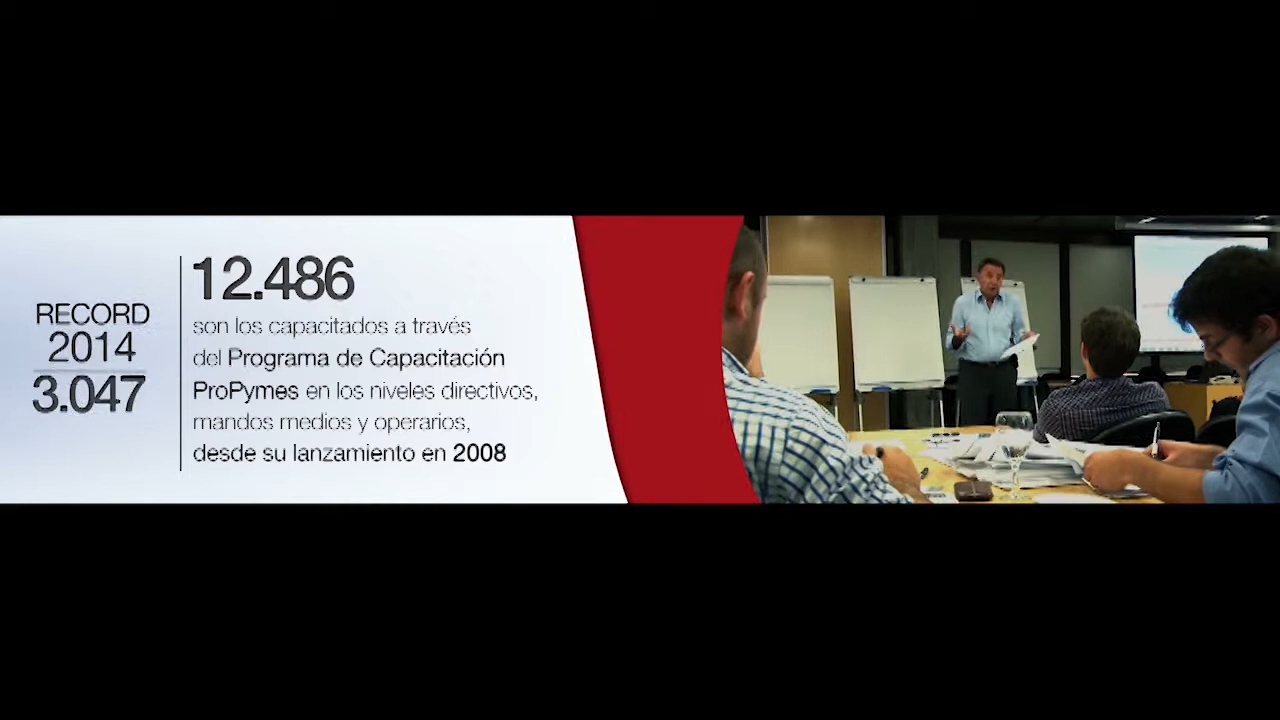 RECORD
2014
3.047
12.486
son los capacitados a través
del Programa de Capacitación
ProPymes en los niveles directivos,
mandos medios y operarios,
desde su lanzamiento en 2008